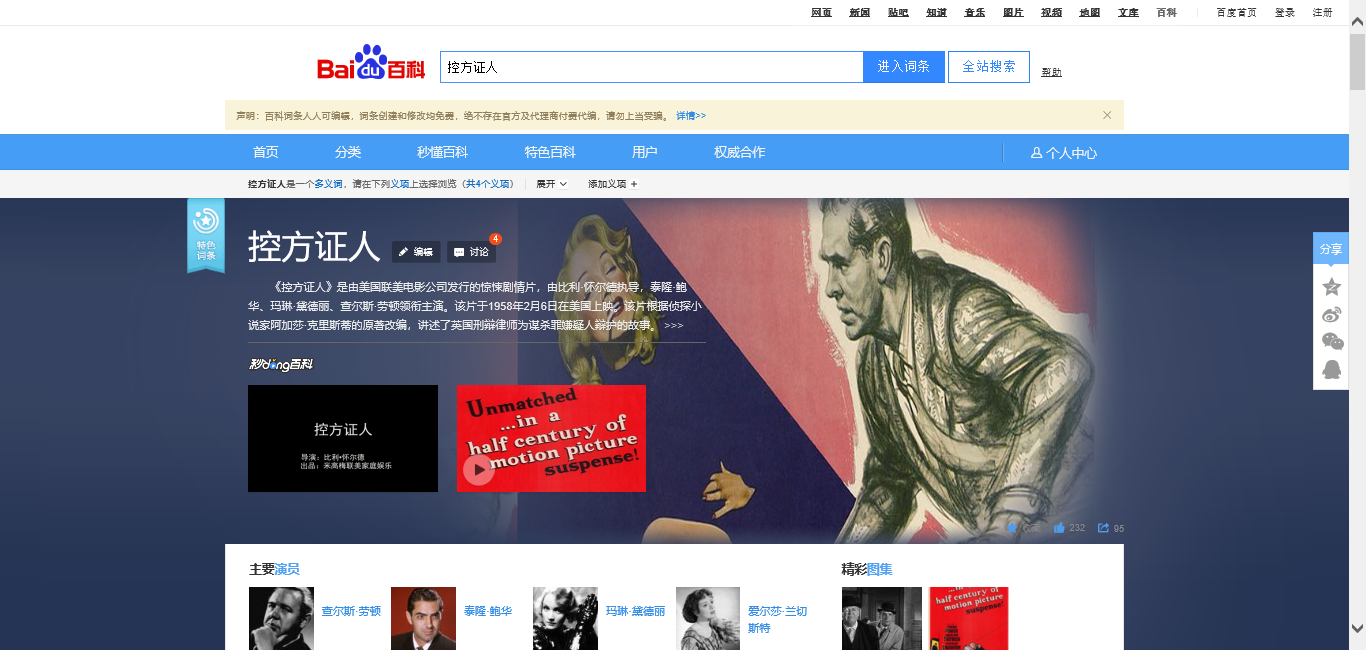 网页 新闻 贴吧 知道 音乐 图片 视频 地图 文库 百科 百度首页 登录 注册
Bai du 百科 控方证人 进入词条 全站搜索 帮助
声明：百科词条人人可编辑，词条创建和修改均免费，绝不存在官方及代理商付费代编，请勿上当受骗。 详情>>
首页 分类 秒懂百科 特色百科 用户 权威合作 个人中心
控方证人是一个多义词，请在下列义项上选择浏览（共4个义项） 展开 添加义项
特色
词条
控方证人 编辑 讨论 4
分享
《控方证人》是由美国联美电影公司发行的惊悚剧情片，由比利·怀尔德执导，泰隆·鲍
华、玛琳·黛德丽、查尔斯·劳顿领衔主演。该片于1958年2月6日在美国上映。该片根据侦探小
说家阿加莎·克里斯蒂的原著改编，讲述了英国刑辩律师为谋杀罪嫌疑人辩护的故事。 >>>
秒dǒng百科
控方证人
导演：比利•怀尔德
出品：米高梅联美家庭娱乐
Unmatched
...in a
half century of
motion picture
suspense!
232 95
主要演员 精彩图集
查尔斯·劳顿 泰隆·鲍华 玛琳·黛德丽 爱尔莎·兰切
斯特
half century of
motion picture
suspense!